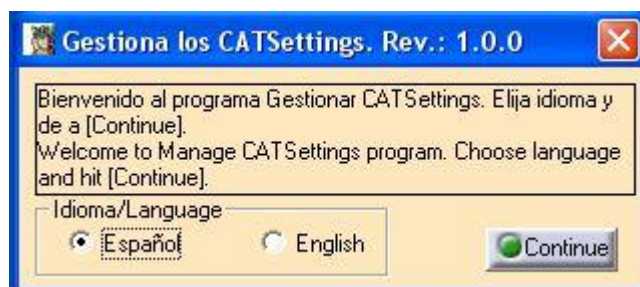 Gestiona los CATSettings. Rev.: 1.0.0
Bienvenido al programa Gestionar CATSettings. Elija idioma y
de a [Continue].
Welcome to Manage CATSettings program. Choose language
and hit [Continue].
Idioma/Language
Español English
Continue